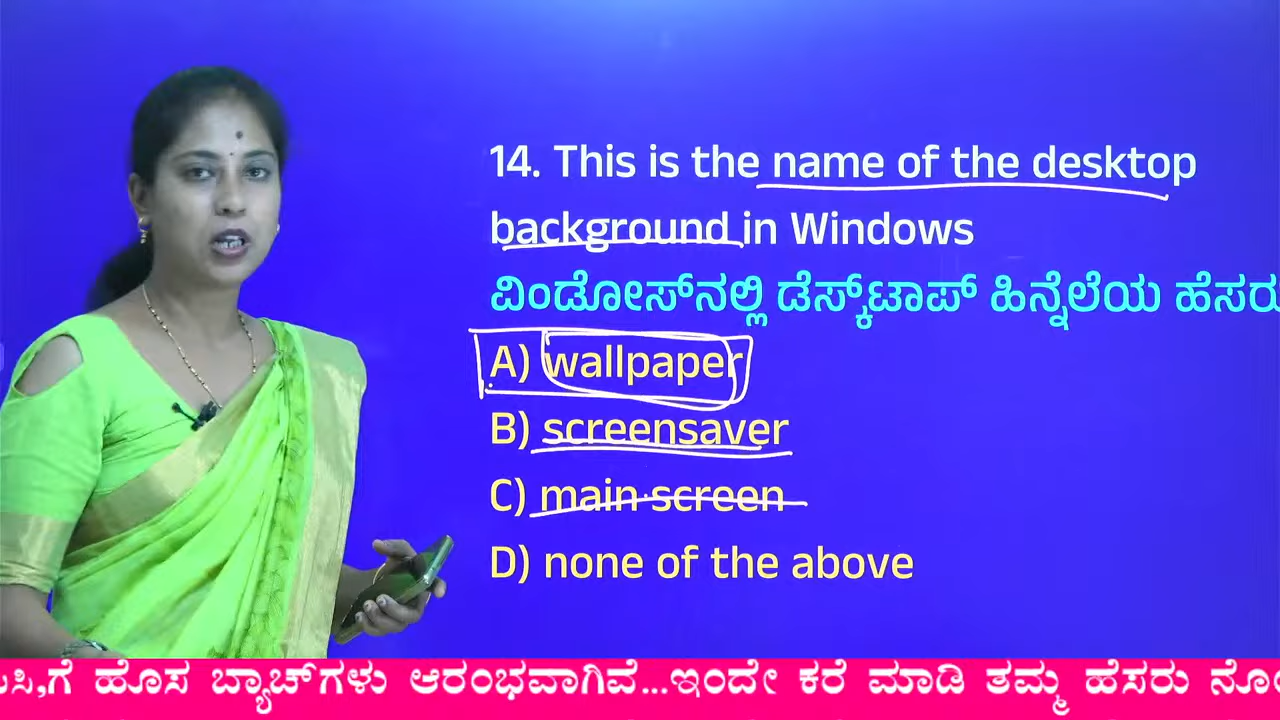 14. This is the name of the desktop
background in Windows
ವಿಂಡೋಸ್‌ನಲ್ಲಿ ಡೆಸ್ಕ್‌ಟಾಪ್ ಹಿನ್ನೆಲೆಯ ಹೆಸರು
A) wallpaper
B) screensaver
C) main screen
D) none of the above
ಹೊಸ ಬ್ಯಾಚ್‌ಗಳು ಆರಂಭವಾಗಿವೆ...ಇಂದೇ ಕರೆ ಮಾಡಿ ತಮ್ಮ ಹೆಸರು